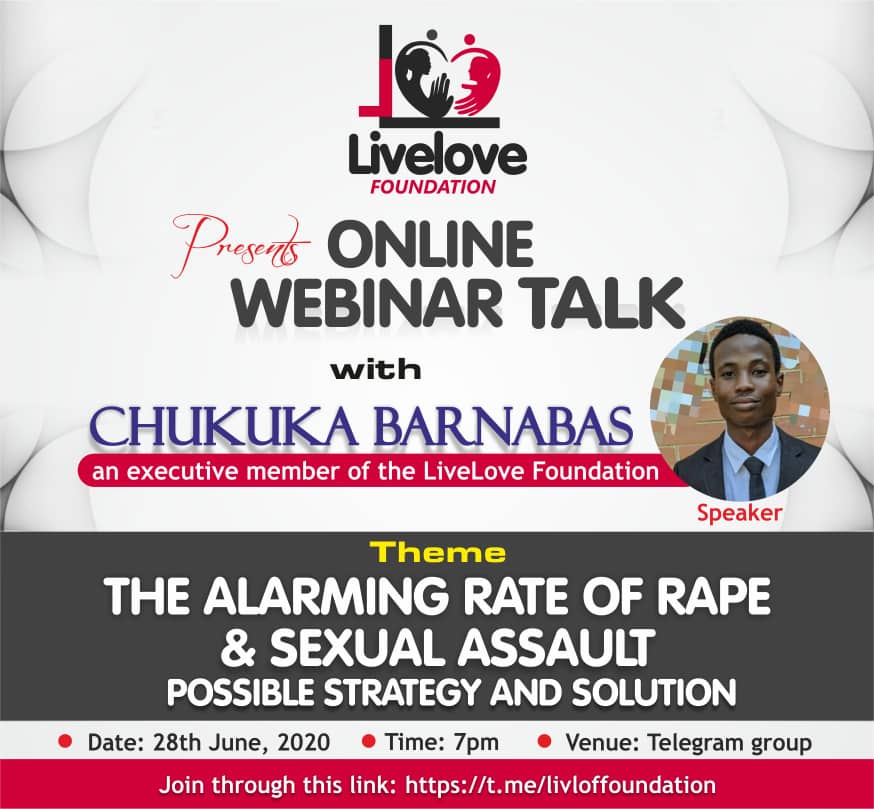 Livelove
FOUNDATION
Presents ONLINE
WEBINAR TALK
with
CHUKUKA BARNABAS
an executive member of the LiveLove Foundation
Speaker
Theme
THE ALARMING RATE OF RAPE
& SEXUAL ASSAULT
POSSIBLE STRATEGY AND SOLUTION
• Date: 28th June, 2020 • Time: 7pm • Venue: Telegram group
Join through this link: https://t.me/livloffoundation